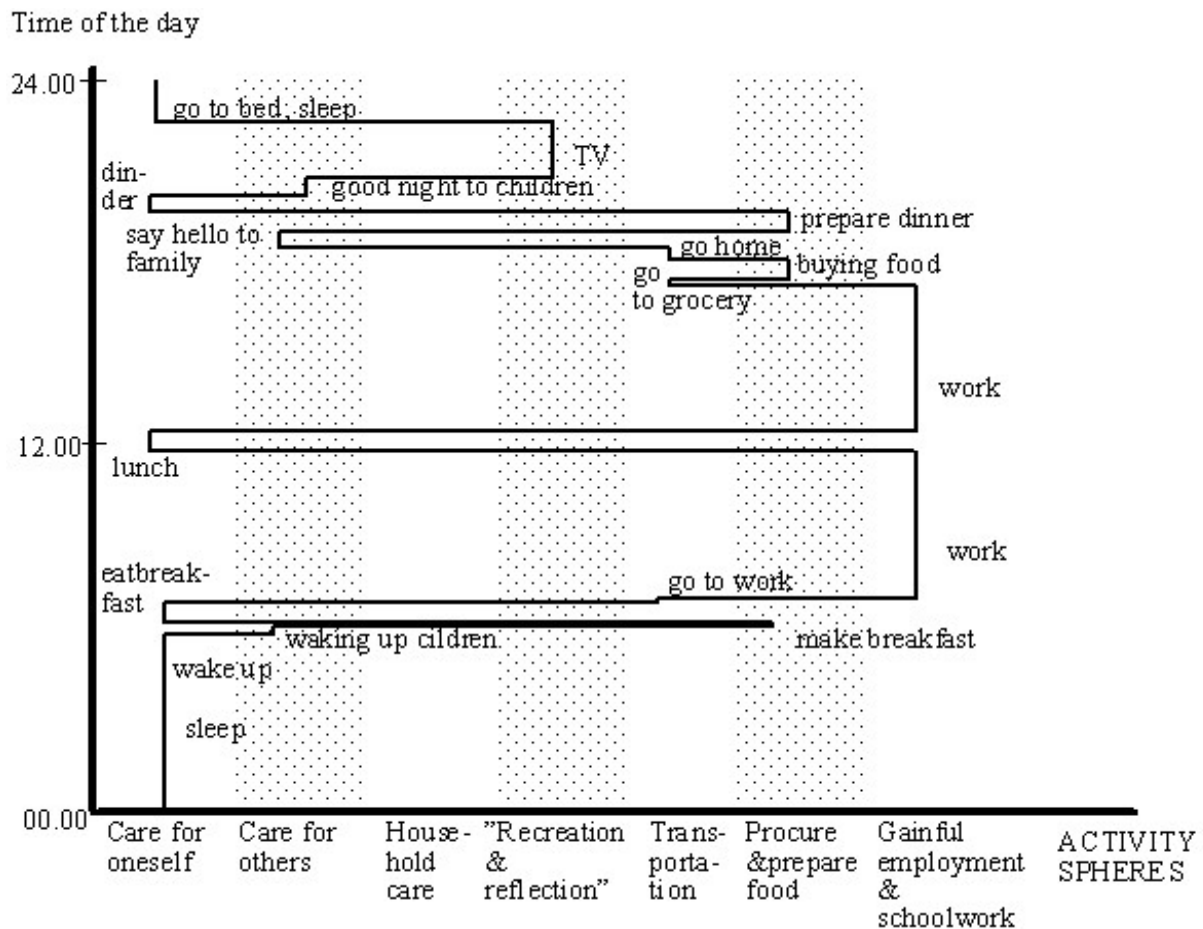 Time of the day
24.00
go to bed, sleep
TV
din-
der
good night to children
prepare dinner
say hello to
family
go home
buying food
go
to grocery
work
12.00
lunch
work
eatbreak-
fast
go to work
waking up cildren
make breakfast
wake up
sleep
00.00
Care for
oneself
Care for
others
House-
hold
care
”Recreation
&
reflection”
Trans-
porta-
tion
Procure
&prepare
food
Gainful
employment
&
schoolwork
ACTIVITY
SPHERES